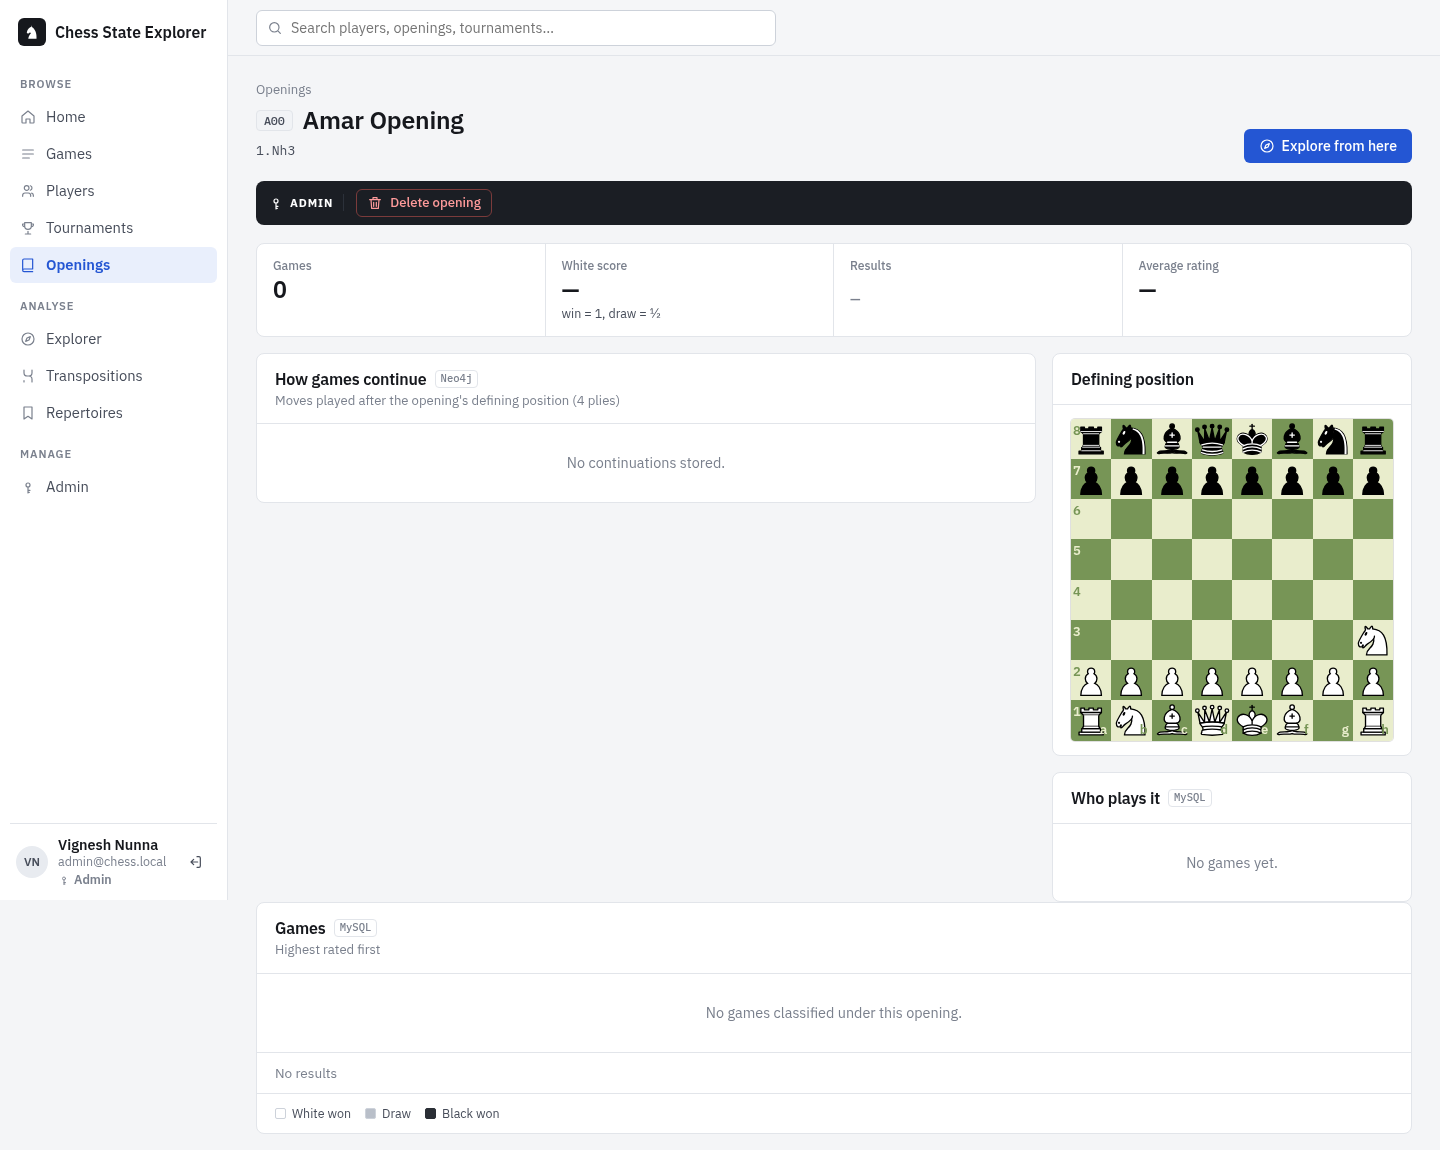 Chess State Explorer
Search players, openings, tournaments...
BROWSE
Home
Games
Players
Tournaments
Openings
ANALYSE
Explorer
Transpositions
Repertoires
MANAGE
Admin
Vignesh Nunna
admin@chess.local
Admin
VN
Openings
A00 Amar Opening
1.Nh3
Explore from here
ADMIN Delete opening
Games
0
White score
—
win = 1, draw = ½
Results
—
Average rating
—
How games continue Neo4j
Moves played after the opening's defining position (4 plies)
No continuations stored.
Defining position
8
7
6
5
4
3
2
1
a b c d e f g h
Who plays it MySQL
No games yet.
Games MySQL
Highest rated first
No games classified under this opening.
No results
White won Draw Black won